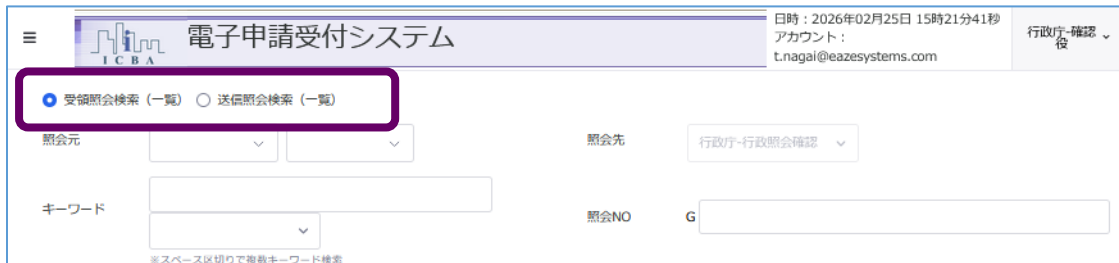 ≡ ICBA 電子申請受付システム
日時：2026年02月25日 15時21分41秒
アカウント：
t.nagai@eazesystems.com
行政庁-確認
役
受領照会検索（一覧） 送信照会検索（一覧）
照会元
照会先 行政庁-行政照会確認
キーワード
照会NO G
※スペース区切りで複数キーワード検索